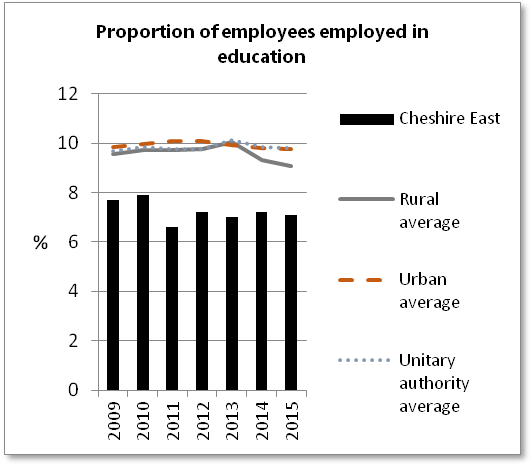 Proportion of employees employed in
education
12
10
8
6
4
2
0
%
2009
2010
2011
2012
2013
2014
2015
Cheshire East
Rural
average
Urban
average
Unitary
authority
average